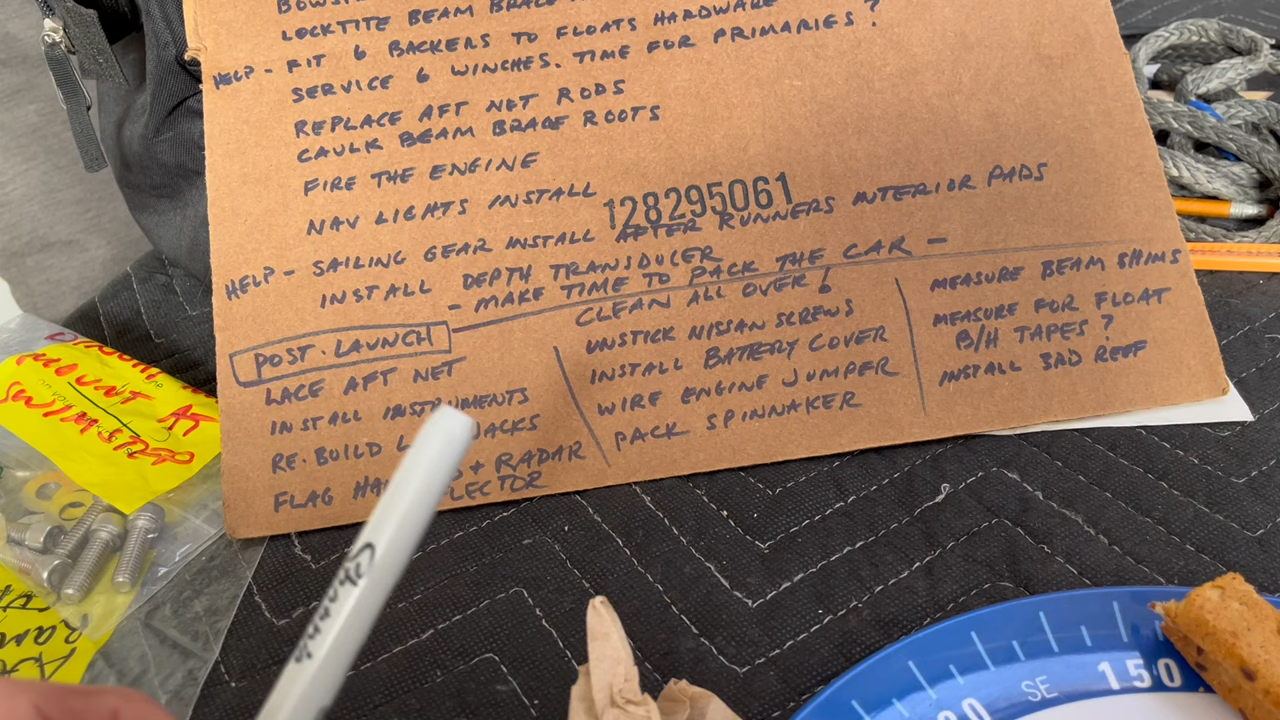 LOCKTITE BEAM BRACE
HELP - FIT 6 BACKERS TO FLOATS HARDWARE
SERVICE 6 WINCHES. TIME FOR PRIMARIES?
REPLACE AFT NET RODS
CAULK BEAM BRACE ROOTS
FIRE THE ENGINE
NAV LIGHTS INSTALL
128295061
HELP - SAILING GEAR INSTALL AFTER RUNNERS INTERIOR PADS
INSTALL DEPTH TRANSDUCER
- MAKE TIME TO PACK THE CAR -
POST-LAUNCH
LACE AFT NET
INSTALL INSTRUMENTS
RE-BUILD JACKS
FLAG + RADAR
CLEAN ALL OVER!
UNSTICK NISSAN SCREWS
INSTALL BATTERY COVER
WIRE ENGINE JUMPER
PACK SPINNAKER
MEASURE BEAM SHIMS
MEASURE FOR FLOAT
B/H TAPES?
INSTALL 3RD REEF
MOUNT AT
SE
150